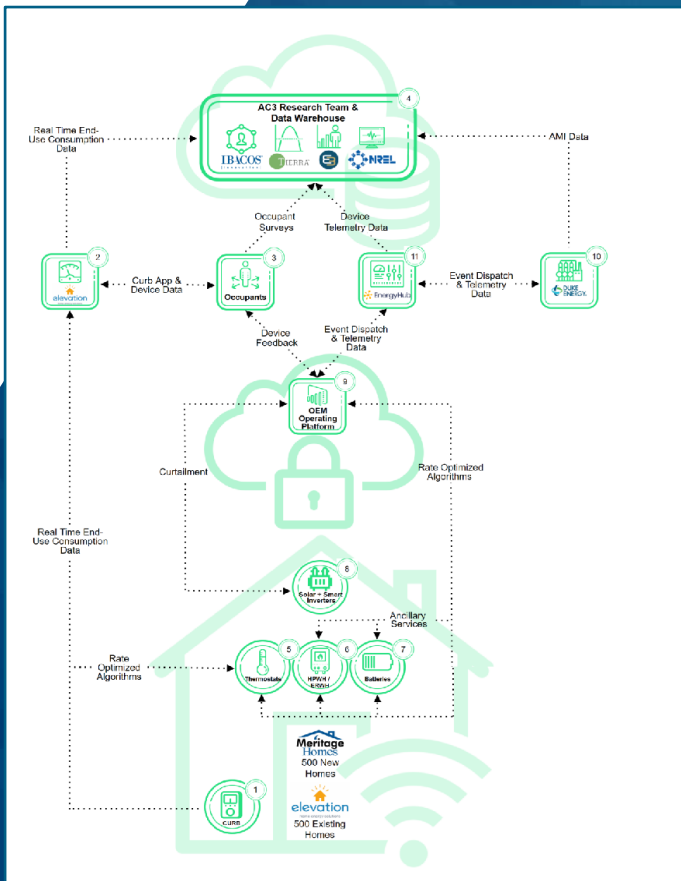 AC3 Research Team &
Data Warehouse
4
IBACOS
TIERRA
NREL
Real Time End-
Use Consumption
Data
AMI Data
Occupant
Surveys
Device
Telemetry Data
2
elevation
Curb App &
Device Data
3
Occupants
11
EnergyHub
Event Dispatch
& Telemetry
Data
10
DUKE
ENERGY
Device
Feedback
Event Dispatch
& Telemetry
Data
9
OEM
Operating
Platform
Curtailment
Rate Optimized
Algorithms
Real Time End-
Use Consumption
Data
8
Solar + Smart
Inverters
Ancillary
Services
Rate
Optimized
Algorithms
5
Thermostats
6
HPWH /
ERWH
7
Batteries
Meritage
Homes
500 New
Homes
1
CURB
elevation
500 Existing
Homes